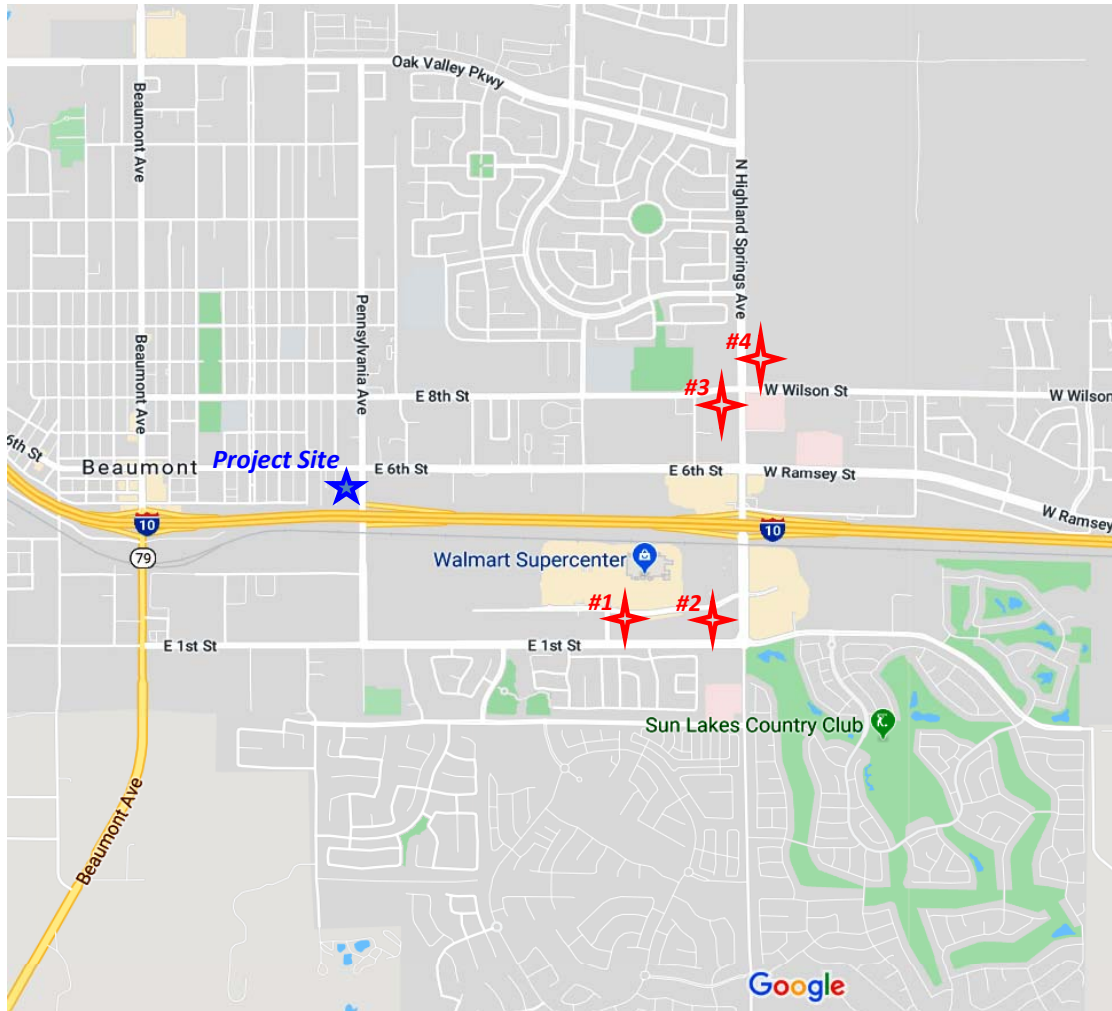 Oak Valley Pkwy
Beaumont Ave
N Highland Springs Ave
Pennsylvania Ave
Beaumont Ave
#4
#3
W Wilson St
W Wilson
E 8th St
6th St
Beaumont
Project Site
E 6th St
E 6th St
W Ramsey St
W Ramsey
10
10
79
Walmart Supercenter
#1
#2
E 1st St
E 1st St
Sun Lakes Country Club
Beaumont Ave
Google